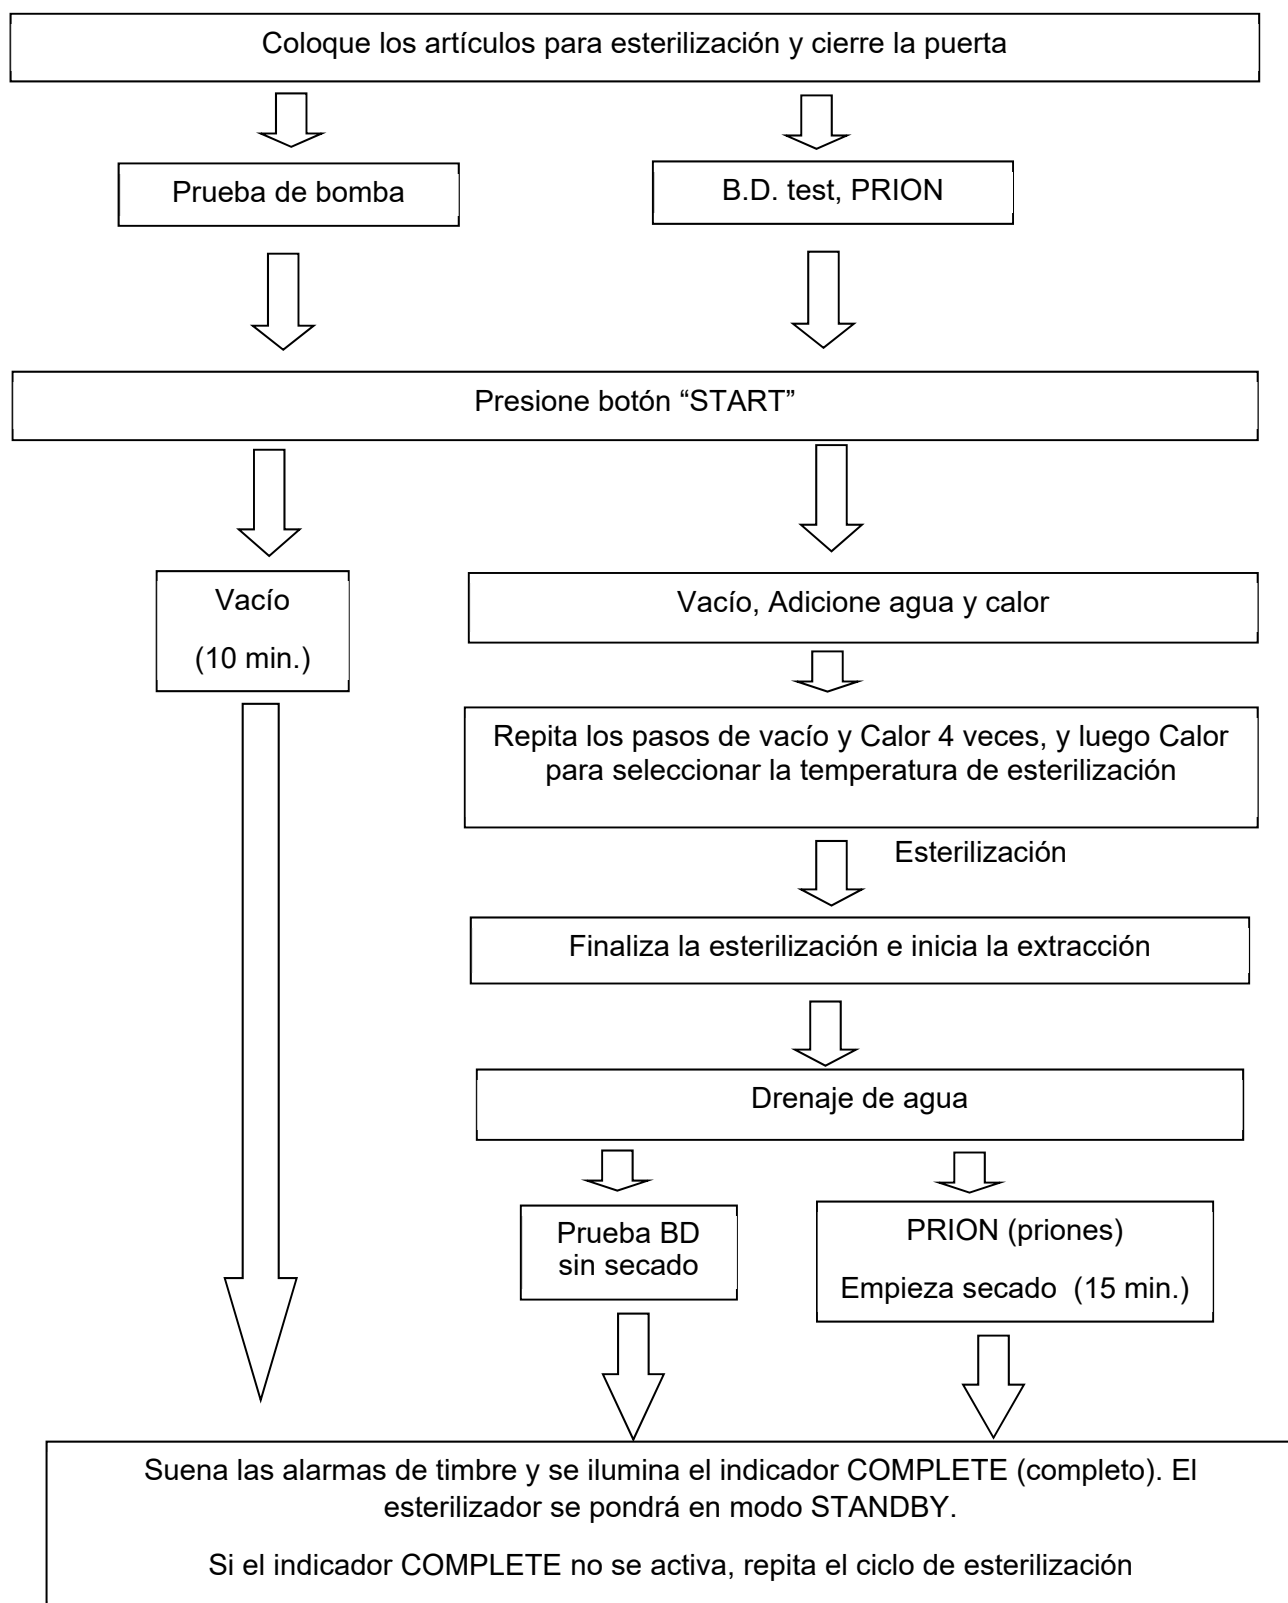 Coloque los artículos para esterilización y cierre la puerta
Prueba de bomba
B.D. test, PRION
Presione botón “START”
Vacío
(10 min.)
Vacío, Adicione agua y calor
Repita los pasos de vacío y Calor 4 veces, y luego Calor
para seleccionar la temperatura de esterilización
Esterilización
Finaliza la esterilización e inicia la extracción
Drenaje de agua
Prueba BD
sin secado
PRION (priones)
Empieza secado (15 min.)
Suena las alarmas de timbre y se ilumina el indicador COMPLETE (completo). El
esterilizador se pondrá en modo STANDBY.
Si el indicador COMPLETE no se activa, repita el ciclo de esterilización